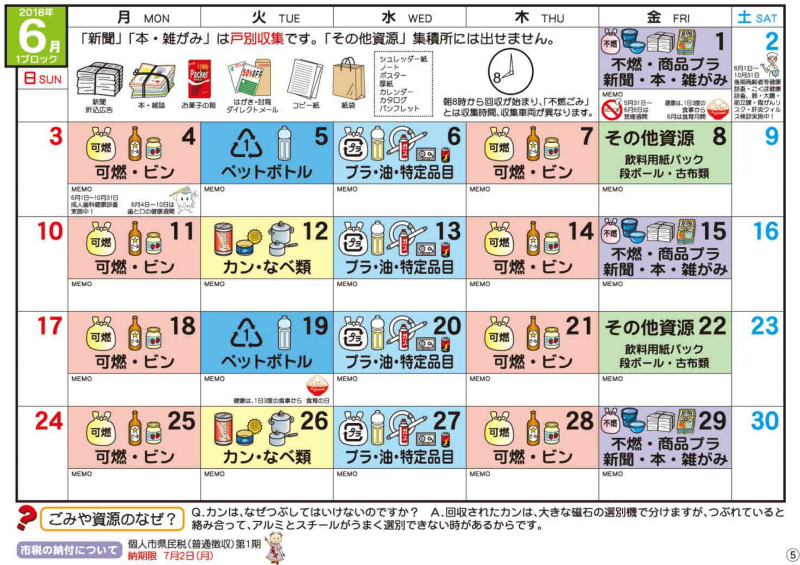 2018年
6月
1ブロック
月 MON
火 TUE
水 WED
木 THU
金 FRI
土 SAT
日 SUN
「新聞」「本・雑がみ」は戸別収集です。「その他資源」集積所には出せません。
新聞
折込広告
本・雑誌
Pocker
お菓子の箱
50%OFF
はがき・封筒
ダイレクトメール
コピー紙
紙袋
シュレッダー紙
ノート
ポスター
厚紙
カレンダー
カタログ
パンフレット
8
朝8時から回収が始まり、「不燃ごみ」
とは収集時間、収集車両が異なります。
不燃
1
不燃・商品プラ
新聞・本・雑がみ
MEMO
5月31日～
6月6日は
禁煙週間
健康は、1日3度の
食事から
6月は食育月間
2
6月1日～
10月31日
後期高齢者等健康
診査・こくほ健康
診査、肺・大腸・
前立腺・胃がんリ
スク・肝炎ウィル
ス検診実施中！
3
可燃
4
可燃・ビン
MEMO
6月1日～10月31日
成人歯科健康診査
実施中！
6月4日～10日は
歯と口の健康週間
1
5
ペットボトル
MEMO
プラ
6
プラ・油・特定品目
MEMO
可燃
7
可燃・ビン
MEMO
その他資源 8
飲料用紙パック
段ボール・古布類
MEMO
9
10
可燃
11
可燃・ビン
MEMO
12
カン・なべ類
MEMO
プラ
13
プラ・油・特定品目
MEMO
可燃
14
可燃・ビン
MEMO
不燃
15
不燃・商品プラ
新聞・本・雑がみ
MEMO
16
17
可燃
18
可燃・ビン
MEMO
1
19
ペットボトル
MEMO
健康は、1日3度の食事から 食育の日
プラ
20
プラ・油・特定品目
MEMO
可燃
21
可燃・ビン
MEMO
その他資源 22
飲料用紙パック
段ボール・古布類
MEMO
23
24
可燃
25
可燃・ビン
MEMO
26
カン・なべ類
MEMO
プラ
27
プラ・油・特定品目
MEMO
可燃
28
可燃・ビン
MEMO
不燃
29
不燃・商品プラ
新聞・本・雑がみ
MEMO
30
ごみや資源のなぜ？
Q.カンは、なぜつぶしてはいけないのですか？ A.回収されたカンは、大きな磁石の選別機で分けますが、つぶれていると
絡み合って、アルミとスチールがうまく選別できない時があるからです。
市税の納付について
個人市県民税(普通徴収)第1期
納期限 7月2日(月)
5